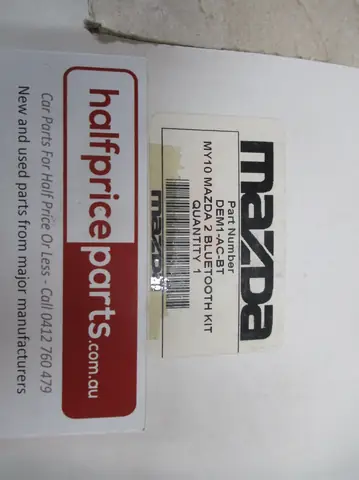 mazda
Part Number
DEM1-AC-BT
MY10 MAZDA 2 BLUETOOTH KIT
QUANTITY 1
mazda
halfpriceparts.com.au
Car Parts For Half Price Or Less - Call 0412 760 479
New and used parts from major manufacturers